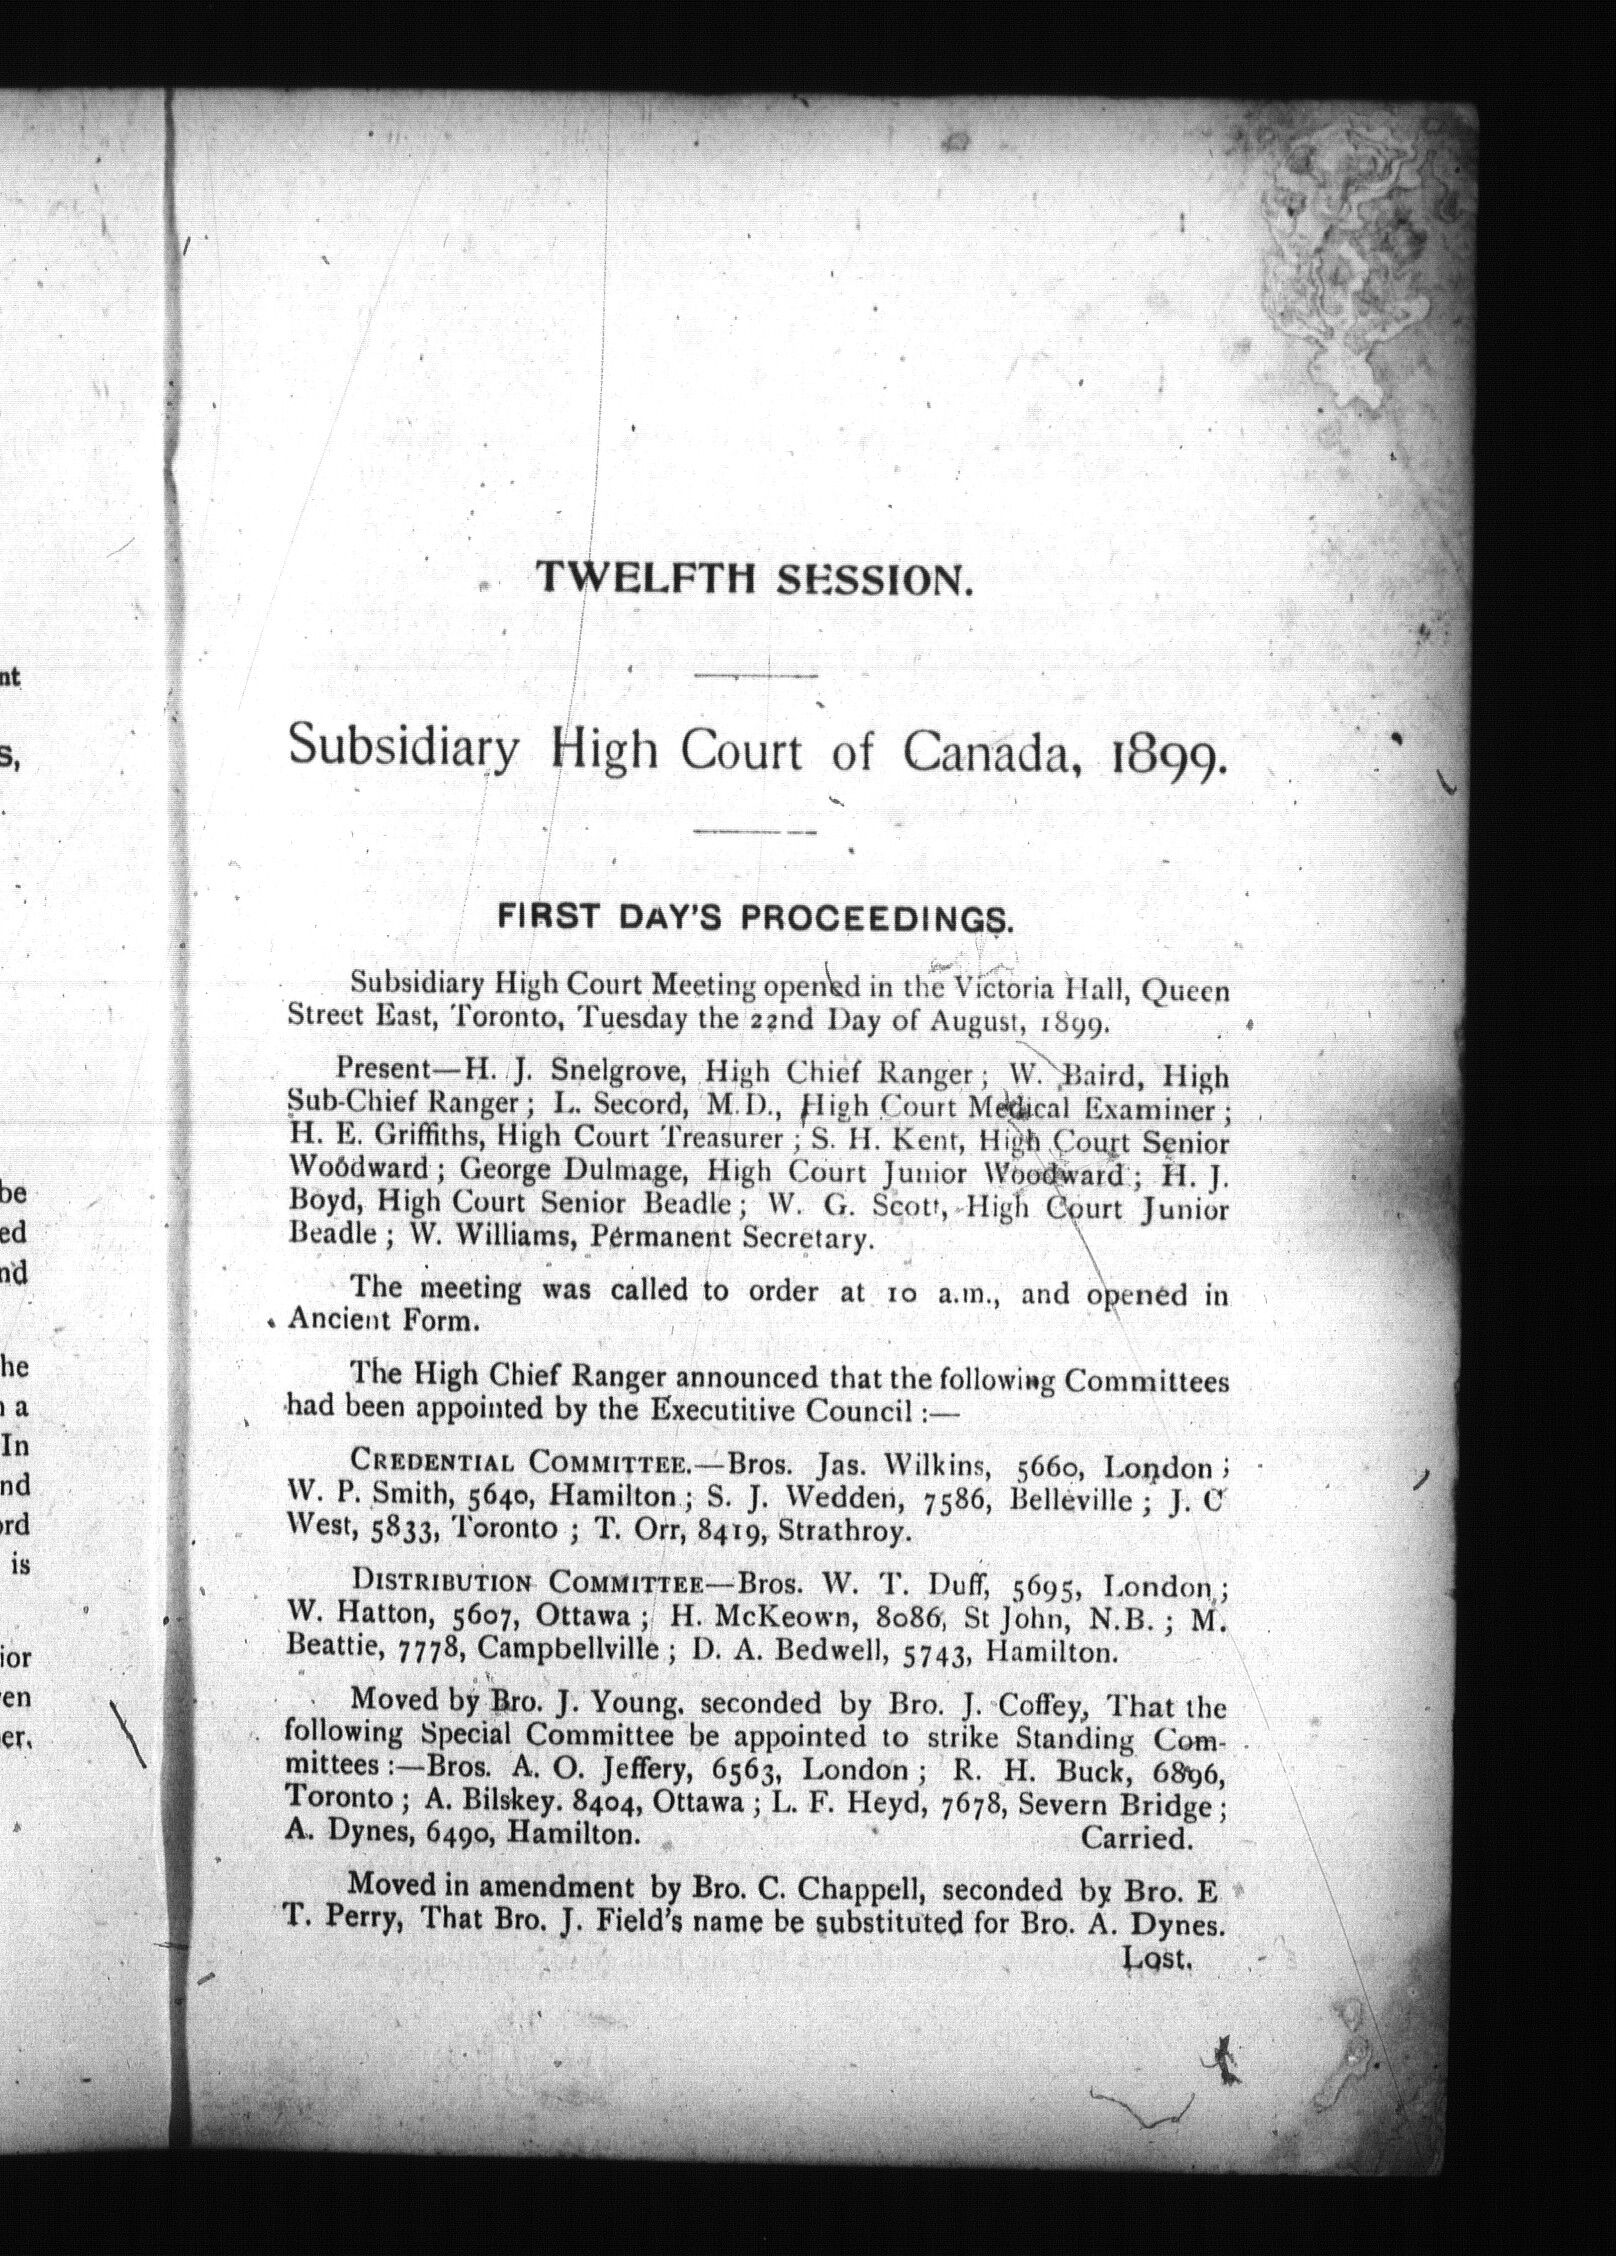 TWELFTH SESSION.
Subsidiary High Court of Canada, 1899.
FIRST DAY'S PROCEEDINGS.
Subsidiary High Court Meeting opened in the Victoria Hall, Queen
Street East, Toronto, Tuesday the 22nd Day of August, 1899.
Present—H. J. Snelgrove, High Chief Ranger; W. Baird, High
Sub-Chief Ranger; L. Secord, M.D., High Court Medical Examiner;
H. E. Griffiths, High Court Treasurer; S. H. Kent, High Court Senior
Woodward; George Dulmage, High Court Junior Woodward; H. J.
Boyd, High Court Senior Beadle; W. G. Scott, High Court Junior
Beadle; W. Williams, Permanent Secretary.
The meeting was called to order at 10 a.m., and opened in
Ancient Form.
The High Chief Ranger announced that the following Committees
had been appointed by the Executitive Council:—
CREDENTIAL COMMITTEE.—Bros. Jas. Wilkins, 5660, London;
W. P. Smith, 5640, Hamilton; S. J. Wedden, 7586, Belleville; J. C
West, 5833, Toronto; T. Orr, 8419, Strathroy.
DISTRIBUTION COMMITTEE—Bros. W. T. Duff, 5695, London;
W. Hatton, 5607, Ottawa; H. McKeown, 8086, St John, N.B.; M.
Beattie, 7778, Campbellville; D. A. Bedwell, 5743, Hamilton.
Moved by Bro. J. Young, seconded by Bro. J. Coffey, That the
following Special Committee be appointed to strike Standing Com-
mittees:—Bros. A. O. Jeffery, 6563, London; R. H. Buck, 6896,
Toronto; A. Bilskey. 8404, Ottawa; L. F. Heyd, 7678, Severn Bridge;
A. Dynes, 6490, Hamilton. Carried.
Moved in amendment by Bro. C. Chappell, seconded by Bro. E
T. Perry, That Bro. J. Field's name be substituted for Bro. A. Dynes.
Lost.